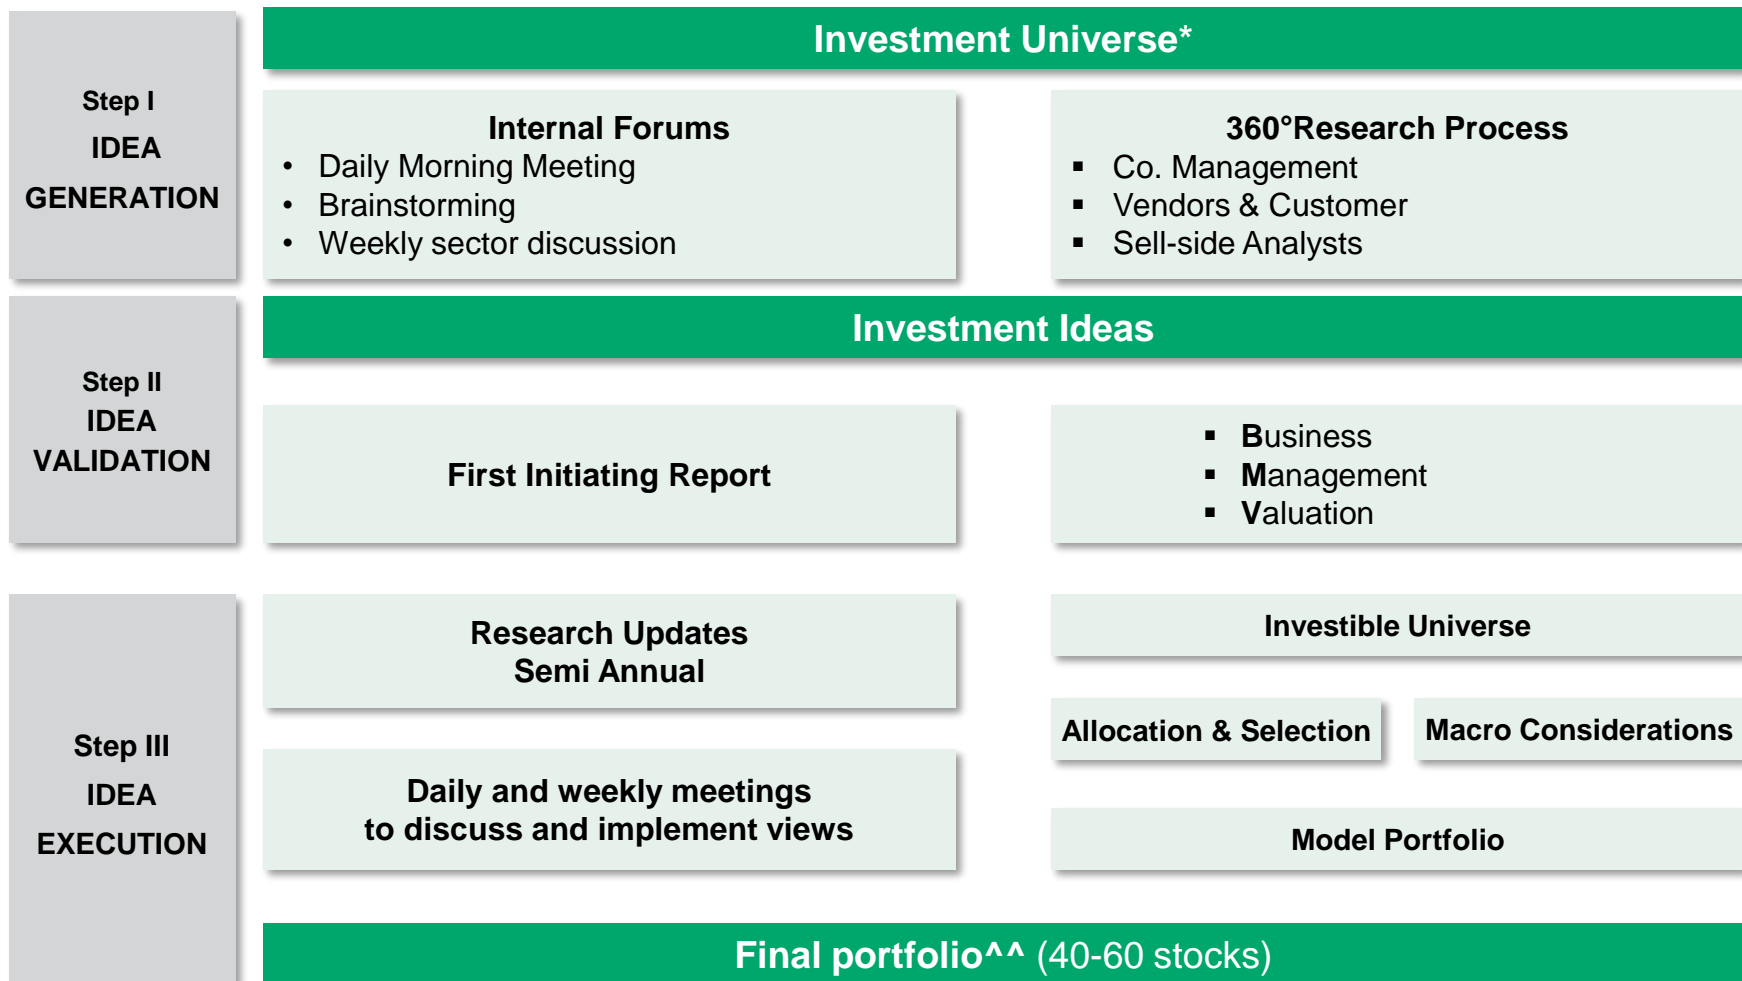 Investment Universe*
Step I
IDEA
GENERATION
Internal Forums
• Daily Morning Meeting
• Brainstorming
• Weekly sector discussion
360°Research Process
▪ Co. Management
▪ Vendors & Customer
▪ Sell-side Analysts
Investment Ideas
Step II
IDEA
VALIDATION
First Initiating Report
▪ Business
▪ Management
▪ Valuation
Step III
IDEA
EXECUTION
Research Updates
Semi Annual
Daily and weekly meetings
to discuss and implement views
Investible Universe
Allocation & Selection
Macro Considerations
Model Portfolio
Final portfolio^^ (40-60 stocks)